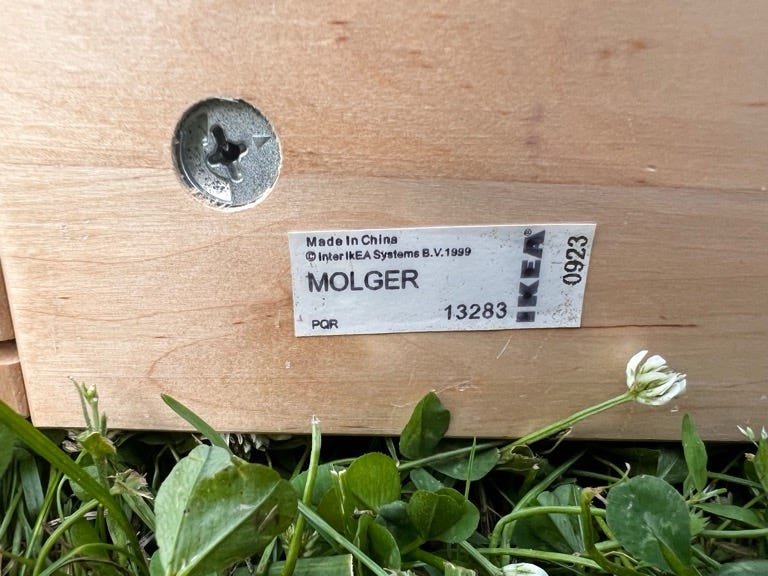 Made In China
© Inter IKEA Systems B.V. 1999
MOLGER
PQR
13283
IKEA®
0923